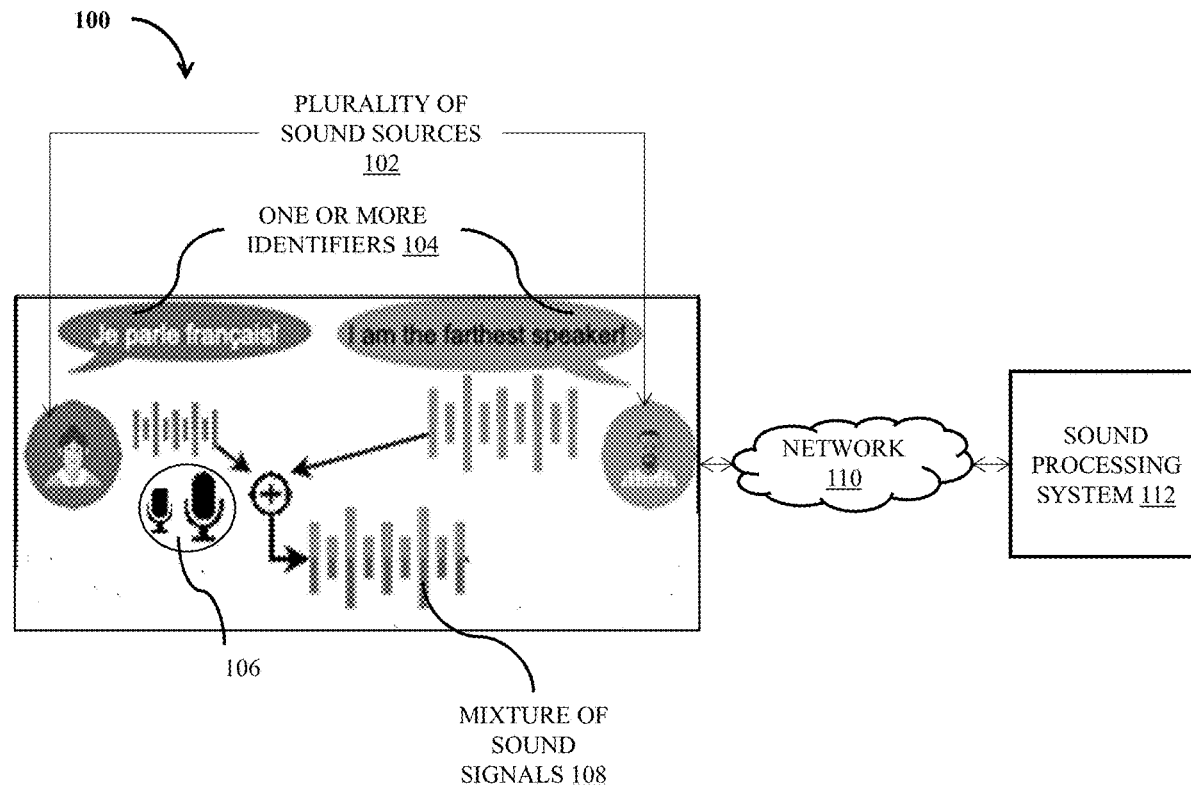 100
PLURALITY OF
SOUND SOURCES
102
ONE OR MORE
IDENTIFIERS 104
Je parle français!
I am the farthest speaker!
NETWORK
110
SOUND
PROCESSING
SYSTEM 112
106
MIXTURE OF
SOUND
SIGNALS 108